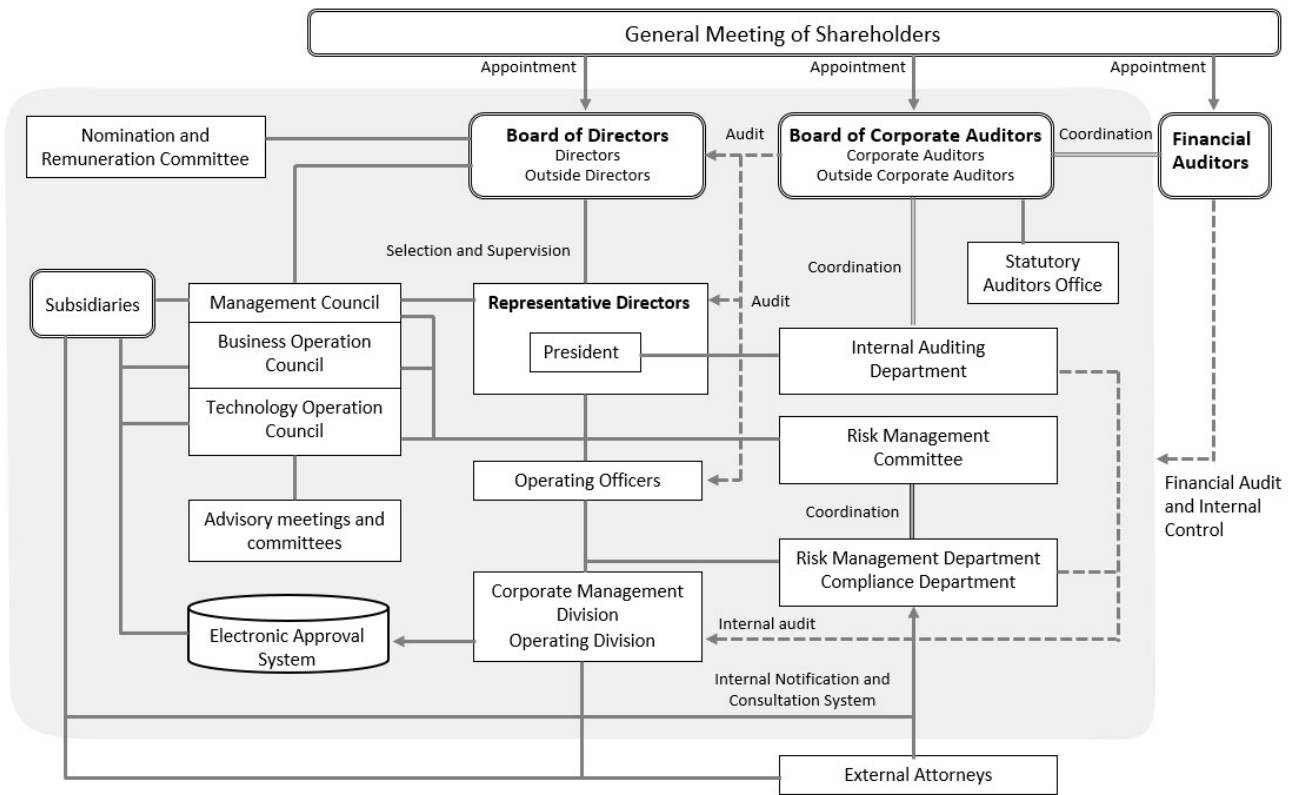 General Meeting of Shareholders
Appointment
Appointment
Appointment
Nomination and
Remuneration Committee
Board of Directors
Directors
Outside Directors
Audit
Board of Corporate Auditors
Corporate Auditors
Outside Corporate Auditors
Coordination
Financial
Auditors
Selection and Supervision
Coordination
Statutory
Auditors Office
Subsidiaries
Management Council
Business Operation
Council
Technology Operation
Council
Representative Directors
President
Audit
Internal Auditing
Department
Risk Management
Committee
Operating Officers
Financial Audit
and Internal
Control
Advisory meetings and
committees
Coordination
Risk Management Department
Compliance Department
Corporate Management
Division
Operating Division
Electronic Approval
System
Internal audit
Internal Notification and
Consultation System
External Attorneys